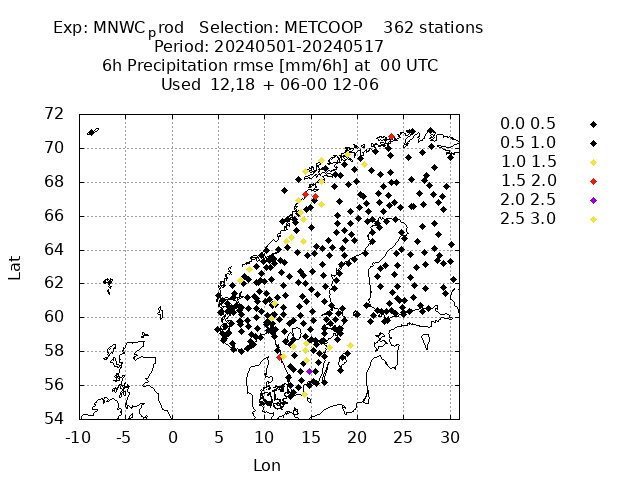 Exp: MNWCprod   Selection: METCOOP    362 stations
Period: 20240501-20240517
6h Precipitation rmse [mm/6h] at  00 UTC
Used  12,18  + 06-00 12-06
72
70
68
66
64
62
60
58
56
54
-10 -5 0 5 10 15 20 25 30
Lat
Lon
0.0 0.5
0.5 1.0
1.0 1.5
1.5 2.0
2.0 2.5
2.5 3.0